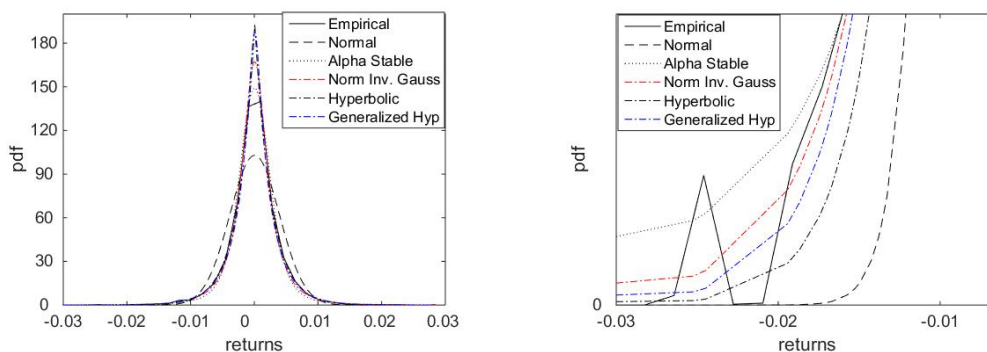 Empirical
Normal
Alpha Stable
Norm Inv. Gauss
Hyperbolic
Generalized Hyp
180
150
120
90
60
30
0
pdf
-0.03
-0.02
-0.01
0
0.01
0.02
0.03
returns
Empirical
Normal
Alpha Stable
Norm Inv. Gauss
Hyperbolic
Generalized Hyp
pdf
0
-0.03
-0.02
-0.01
returns